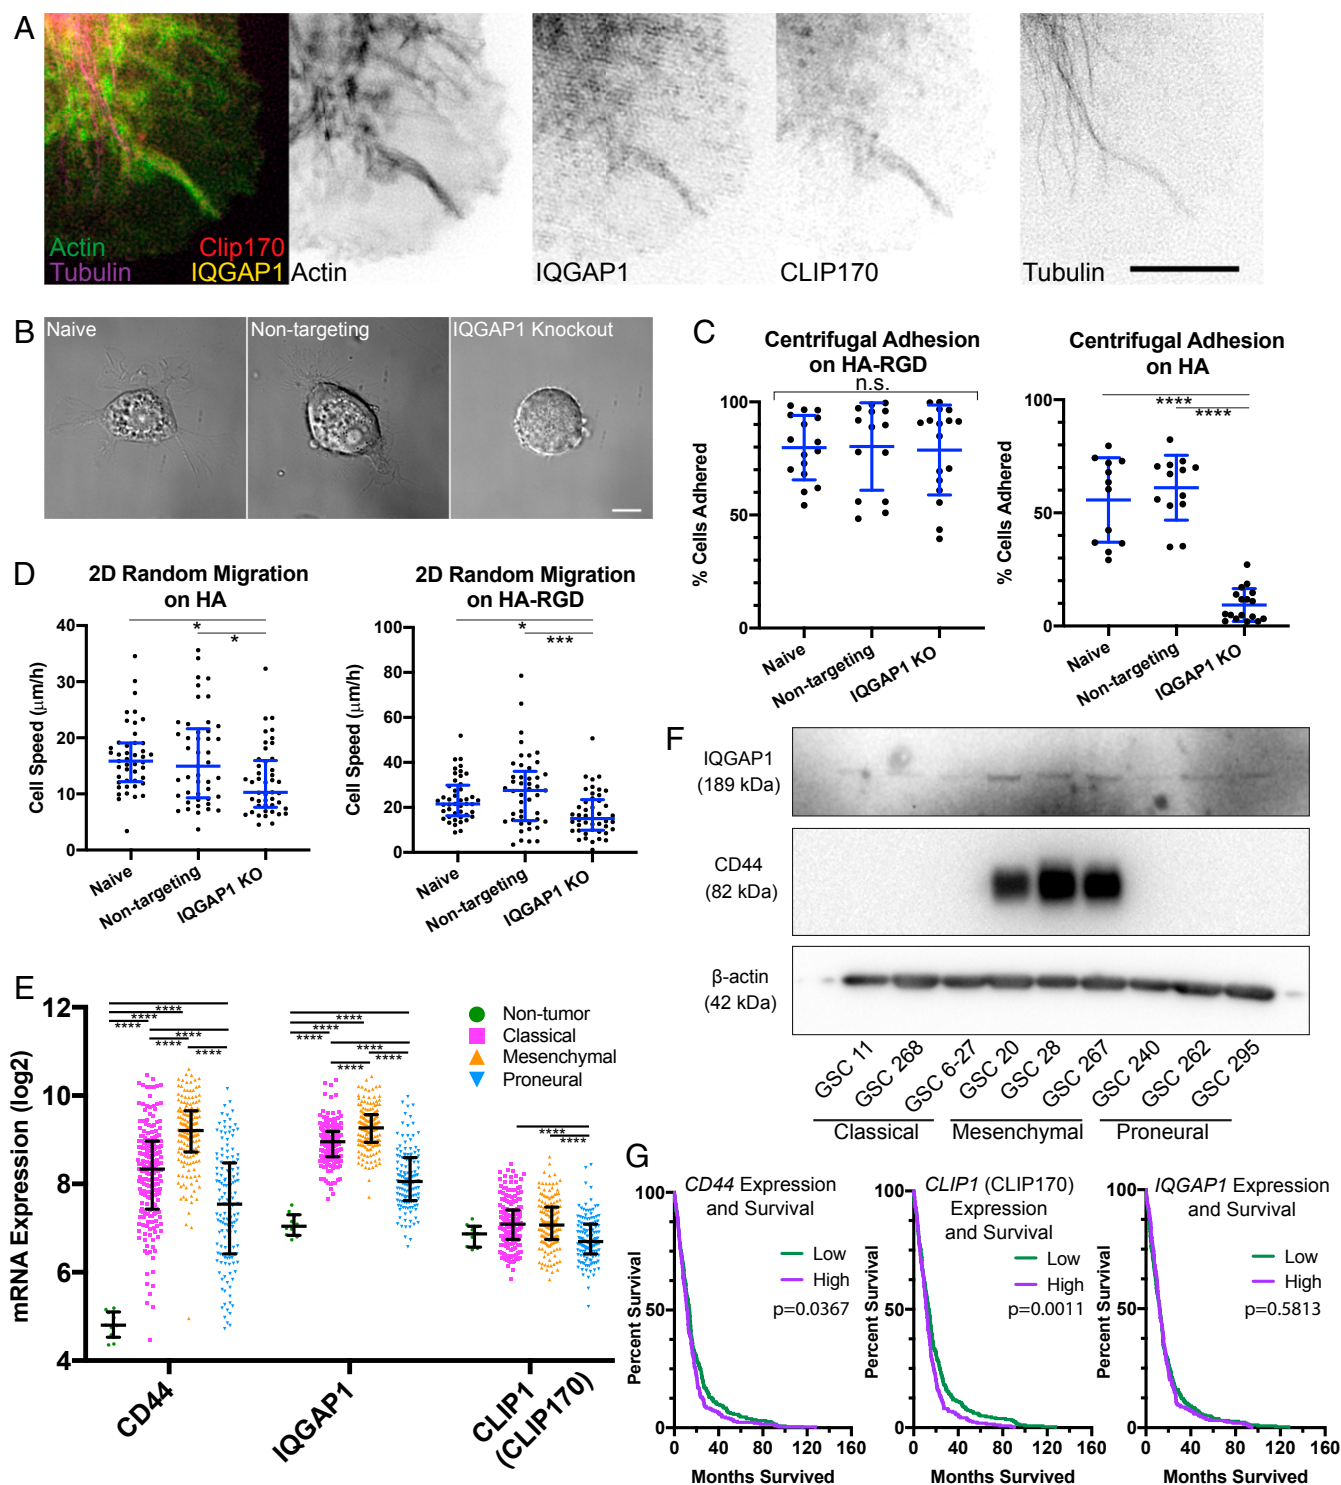 A
Actin
Clip170
Tubulin
IQGAP1
Actin
IQGAP1
CLIP170
Tubulin
B
Naive
Non-targeting
IQGAP1 Knockout
C
Centrifugal Adhesion
on HA-RGD
n.s.
% Cells Adhered
100
50
0
Naive
Non-targeting
IQGAP1 KO
Centrifugal Adhesion
on HA
****
****
% Cells Adhered
100
50
0
Naive
Non-targeting
IQGAP1 KO
D
2D Random Migration
on HA
*
*
Cell Speed (μm/h)
40
30
20
10
0
Naive
Non-targeting
IQGAP1 KO
2D Random Migration
on HA-RGD
*
***
Cell Speed (μm/h)
100
80
60
40
20
0
Naive
Non-targeting
IQGAP1 KO
E
mRNA Expression (log2)
12
10
8
6
4
****
****
****
****
****
****
****
****
****
****
****
****
****
****
Non-tumor
Classical
Mesenchymal
Proneural
CD44
IQGAP1
CLIP1
(CLIP170)
F
IQGAP1
(189 kDa)
CD44
(82 kDa)
β-actin
(42 kDa)
GSC 11
GSC 268
GSC 6-27
GSC 20
GSC 28
GSC 267
GSC 240
GSC 262
GSC 295
Classical
Mesenchymal
Proneural
G
CD44 Expression
and Survival
Low
High
p=0.0367
Percent Survival
100
50
0
0 40 80 120 160
Months Survived
CLIP1 (CLIP170)
Expression
and Survival
Low
High
p=0.0011
Percent Survival
100
50
0
0 40 80 120 160
Months Survived
IQGAP1 Expression
and Survival
Low
High
p=0.5813
Percent Survival
100
50
0
0 40 80 120 160
Months Survived